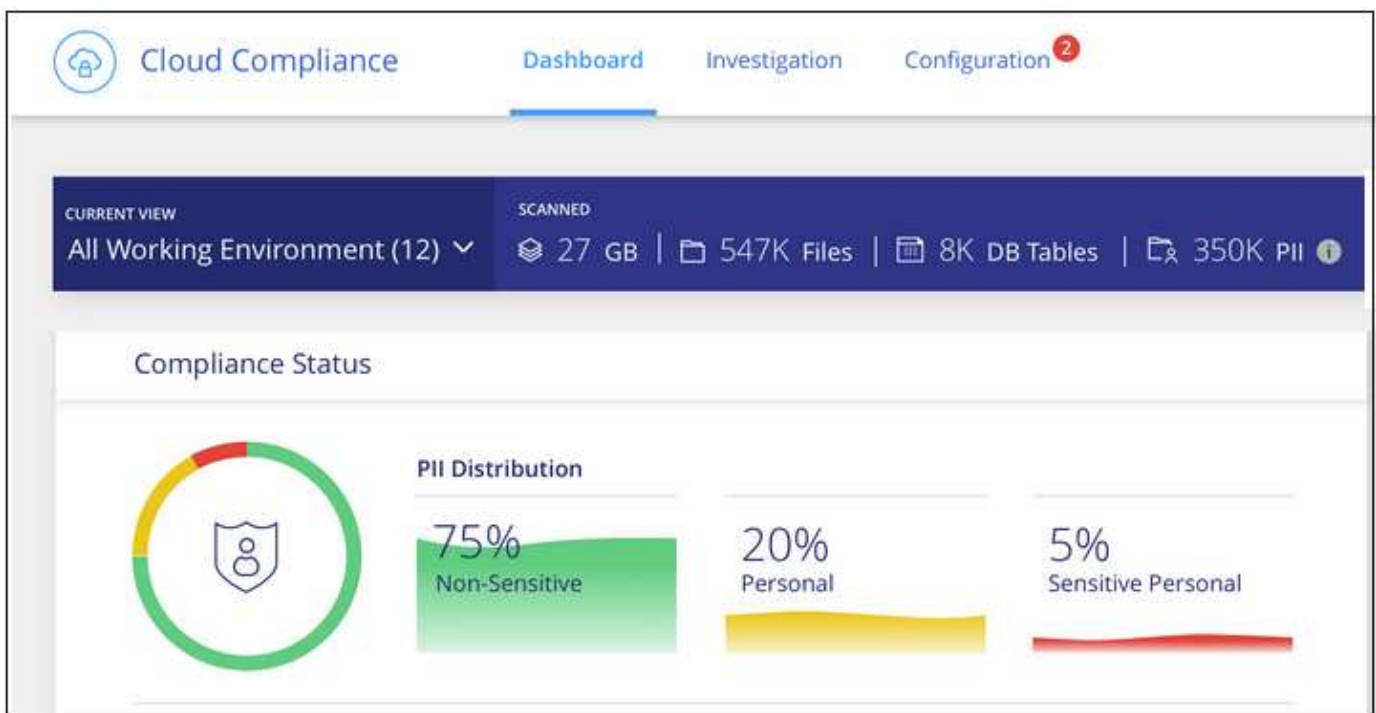 Cloud Compliance Dashboard Investigation Configuration 2
CURRENT VIEW SCANNED
All Working Environment (12) 27 GB | 547K Files | 8K DB Tables | 350K PII i
Compliance Status
PII Distribution
75% 20% 5%
Non-Sensitive Personal Sensitive Personal